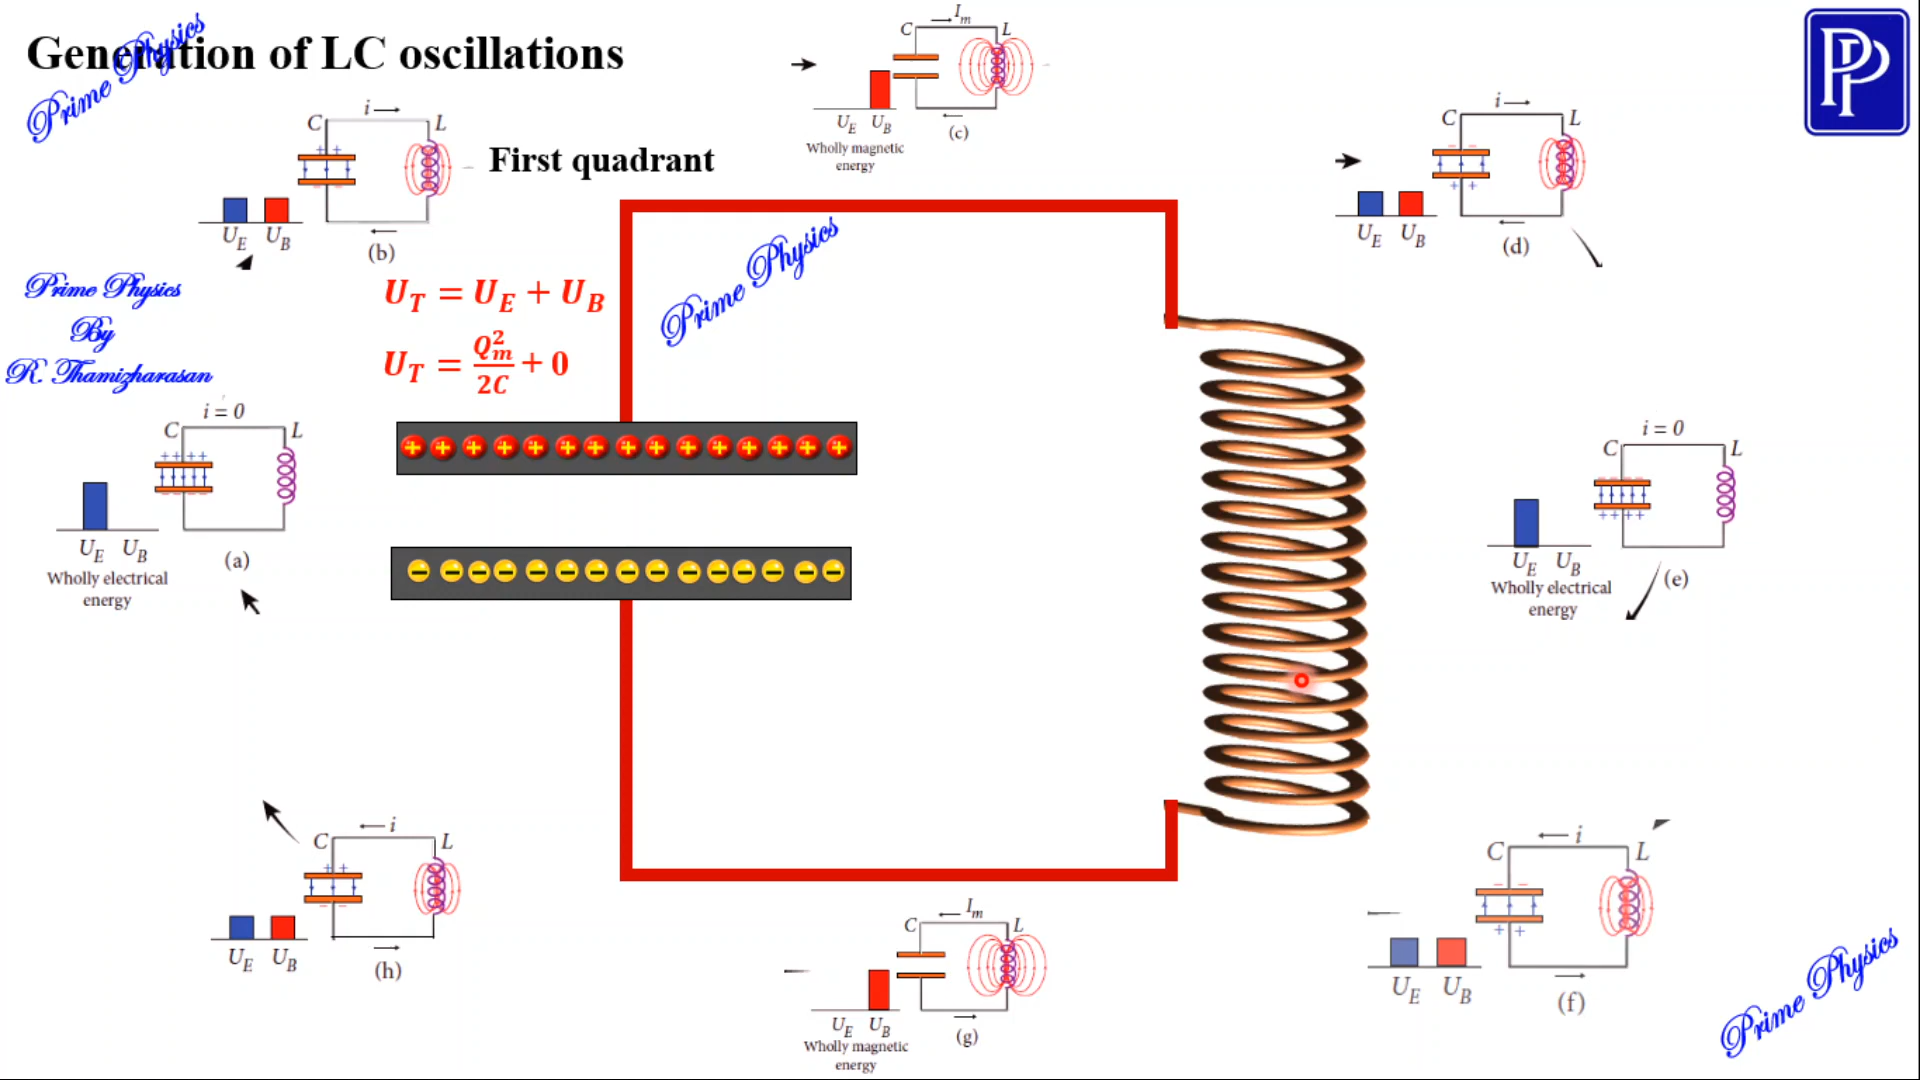 Generation of LC oscillations
Prime Physics
PP
First quadrant
i
C
L
U_E U_B
(b)
I_m
C
L
U_E U_B
(c)
Wholly magnetic
energy
i
C
L
U_E U_B
(d)
Prime Physics
By
R. Thamizharasan
Prime Physics
U_T = U_E + U_B
U_T = Q_m^2/2C + 0
i = 0
C
L
+ + + +
- - - -
U_E U_B
(a)
Wholly electrical
energy
i = 0
C
L
- - - -
+ + + +
U_E U_B
(e)
Wholly electrical
energy
i
C
L
+ +
- -
U_E U_B
(h)
I_m
C
L
U_E U_B
(g)
Wholly magnetic
energy
i
C
L
- -
+ +
U_E U_B
(f)
Prime Physics